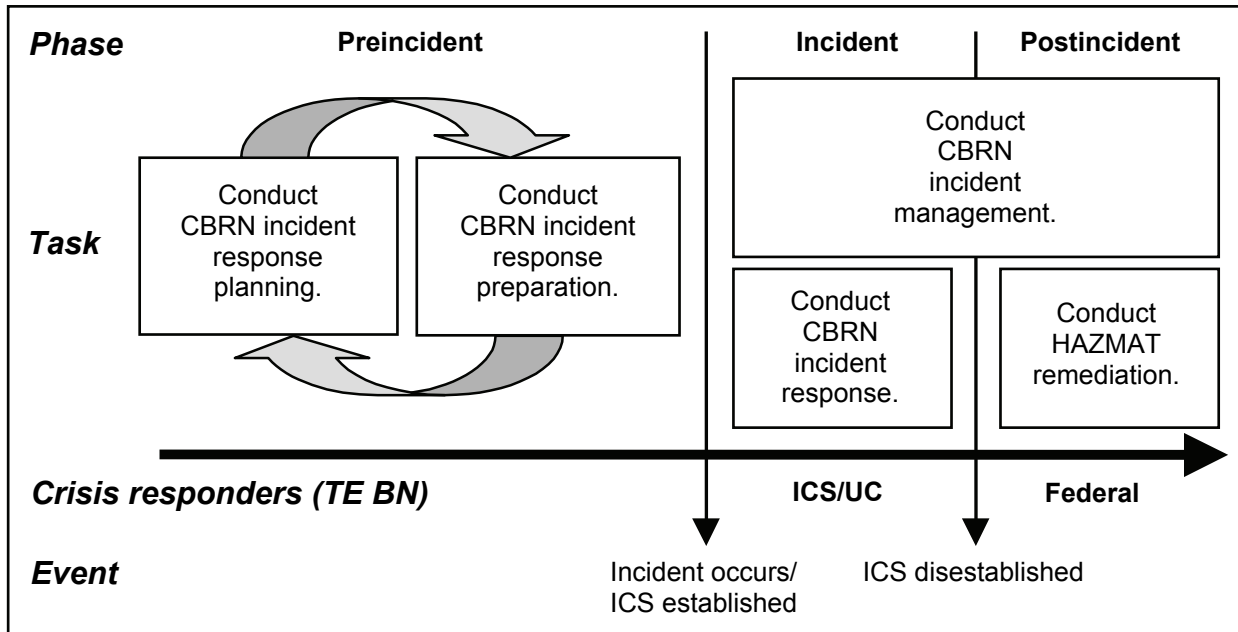 Phase
Preincident
Incident
Postincident
Task
Conduct
CBRN incident
response
planning.
Conduct
CBRN incident
response
preparation.
Conduct
CBRN
incident
management.
Conduct
CBRN
incident
response.
Conduct
HAZMAT
remediation.
Crisis responders (TE BN)
ICS/UC
Federal
Event
Incident occurs/
ICS established
ICS disestablished